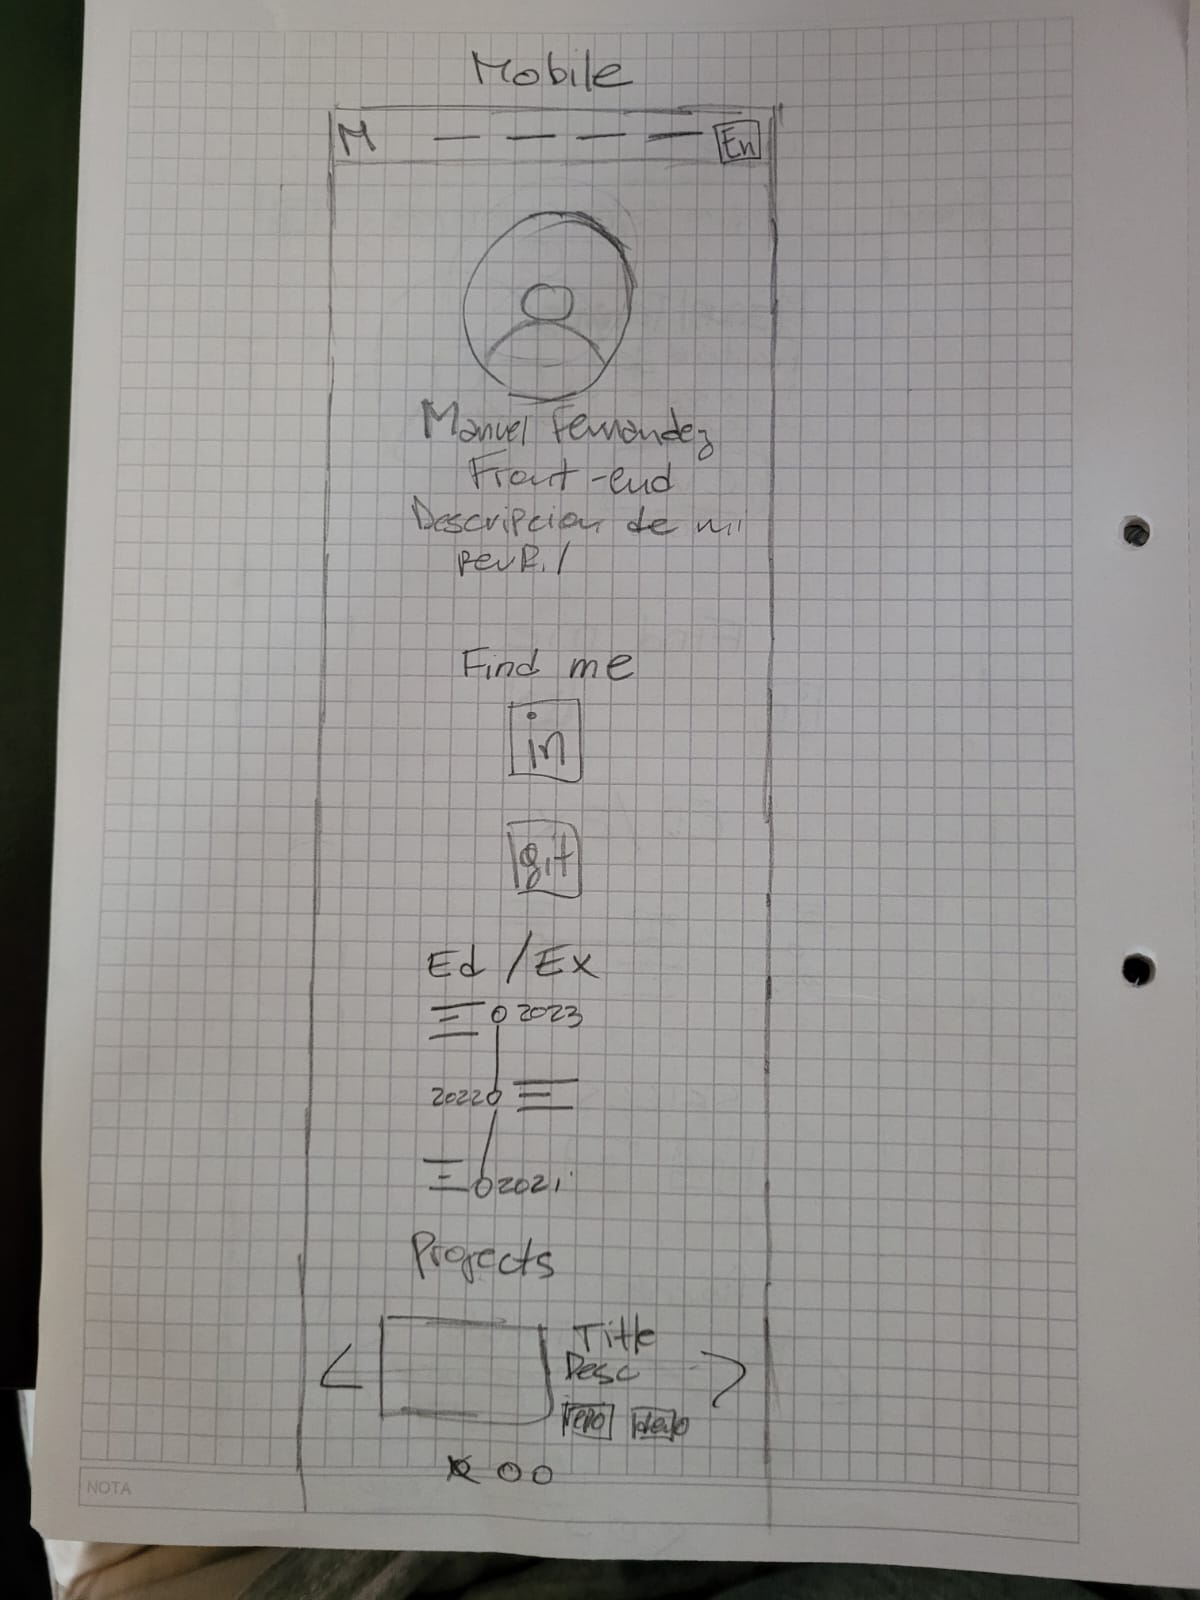 Mobile
M En
Manuel Fernandez
Front-end
Descripcion de mi
Find me
in
git
Ed / Ex
2023
2022
2021
Projects
< Title >
Desc
repo demo
NOTA